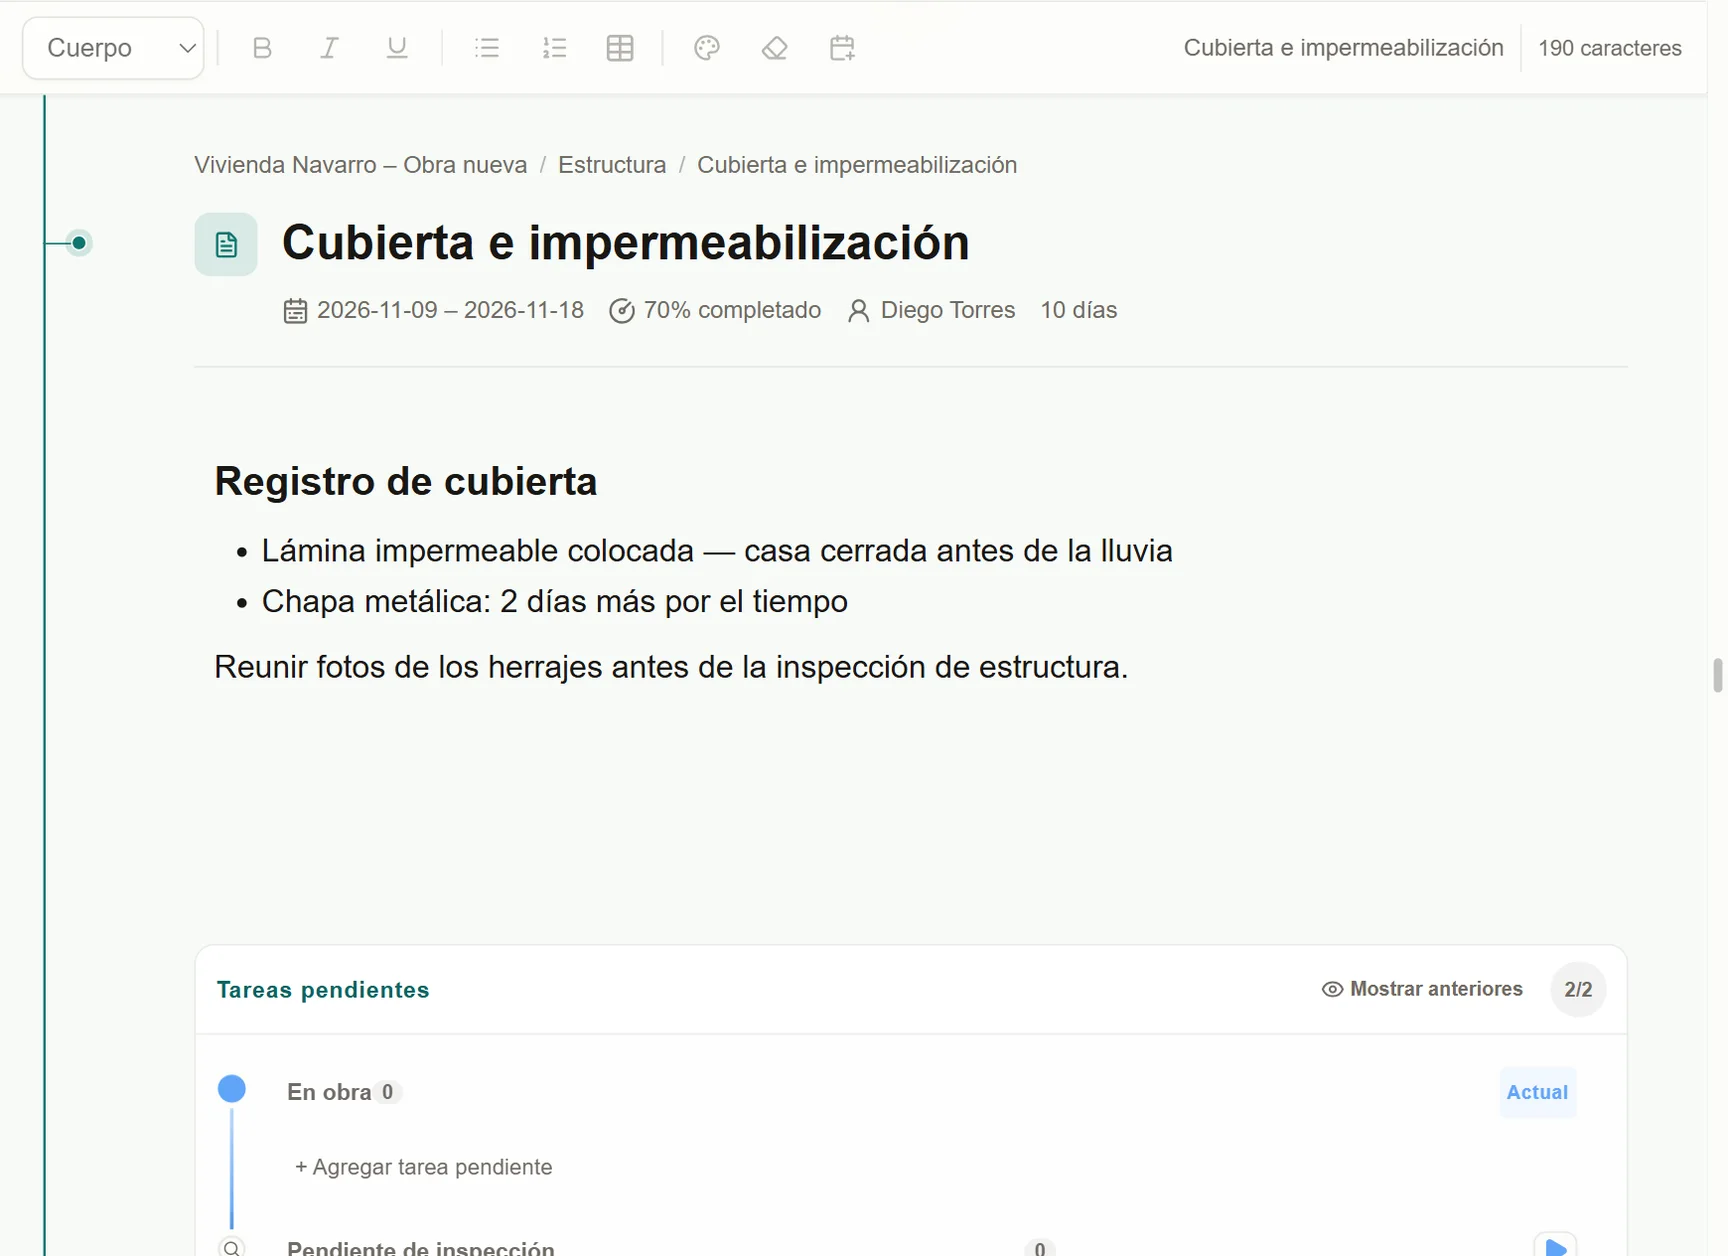 Cuerpo
Cubierta e impermeabilización
190 caracteres
Vivienda Navarro – Obra nueva / Estructura / Cubierta e impermeabilización
Cubierta e impermeabilización
2026-11-09 – 2026-11-18 70% completado Diego Torres 10 días
Registro de cubierta
• Lámina impermeable colocada — casa cerrada antes de la lluvia
• Chapa metálica: 2 días más por el tiempo
Reunir fotos de los herrajes antes de la inspección de estructura.
Tareas pendientes
Mostrar anteriores
2/2
En obra 0
Actual
+ Agregar tarea pendiente
Pendiente de inspección
0